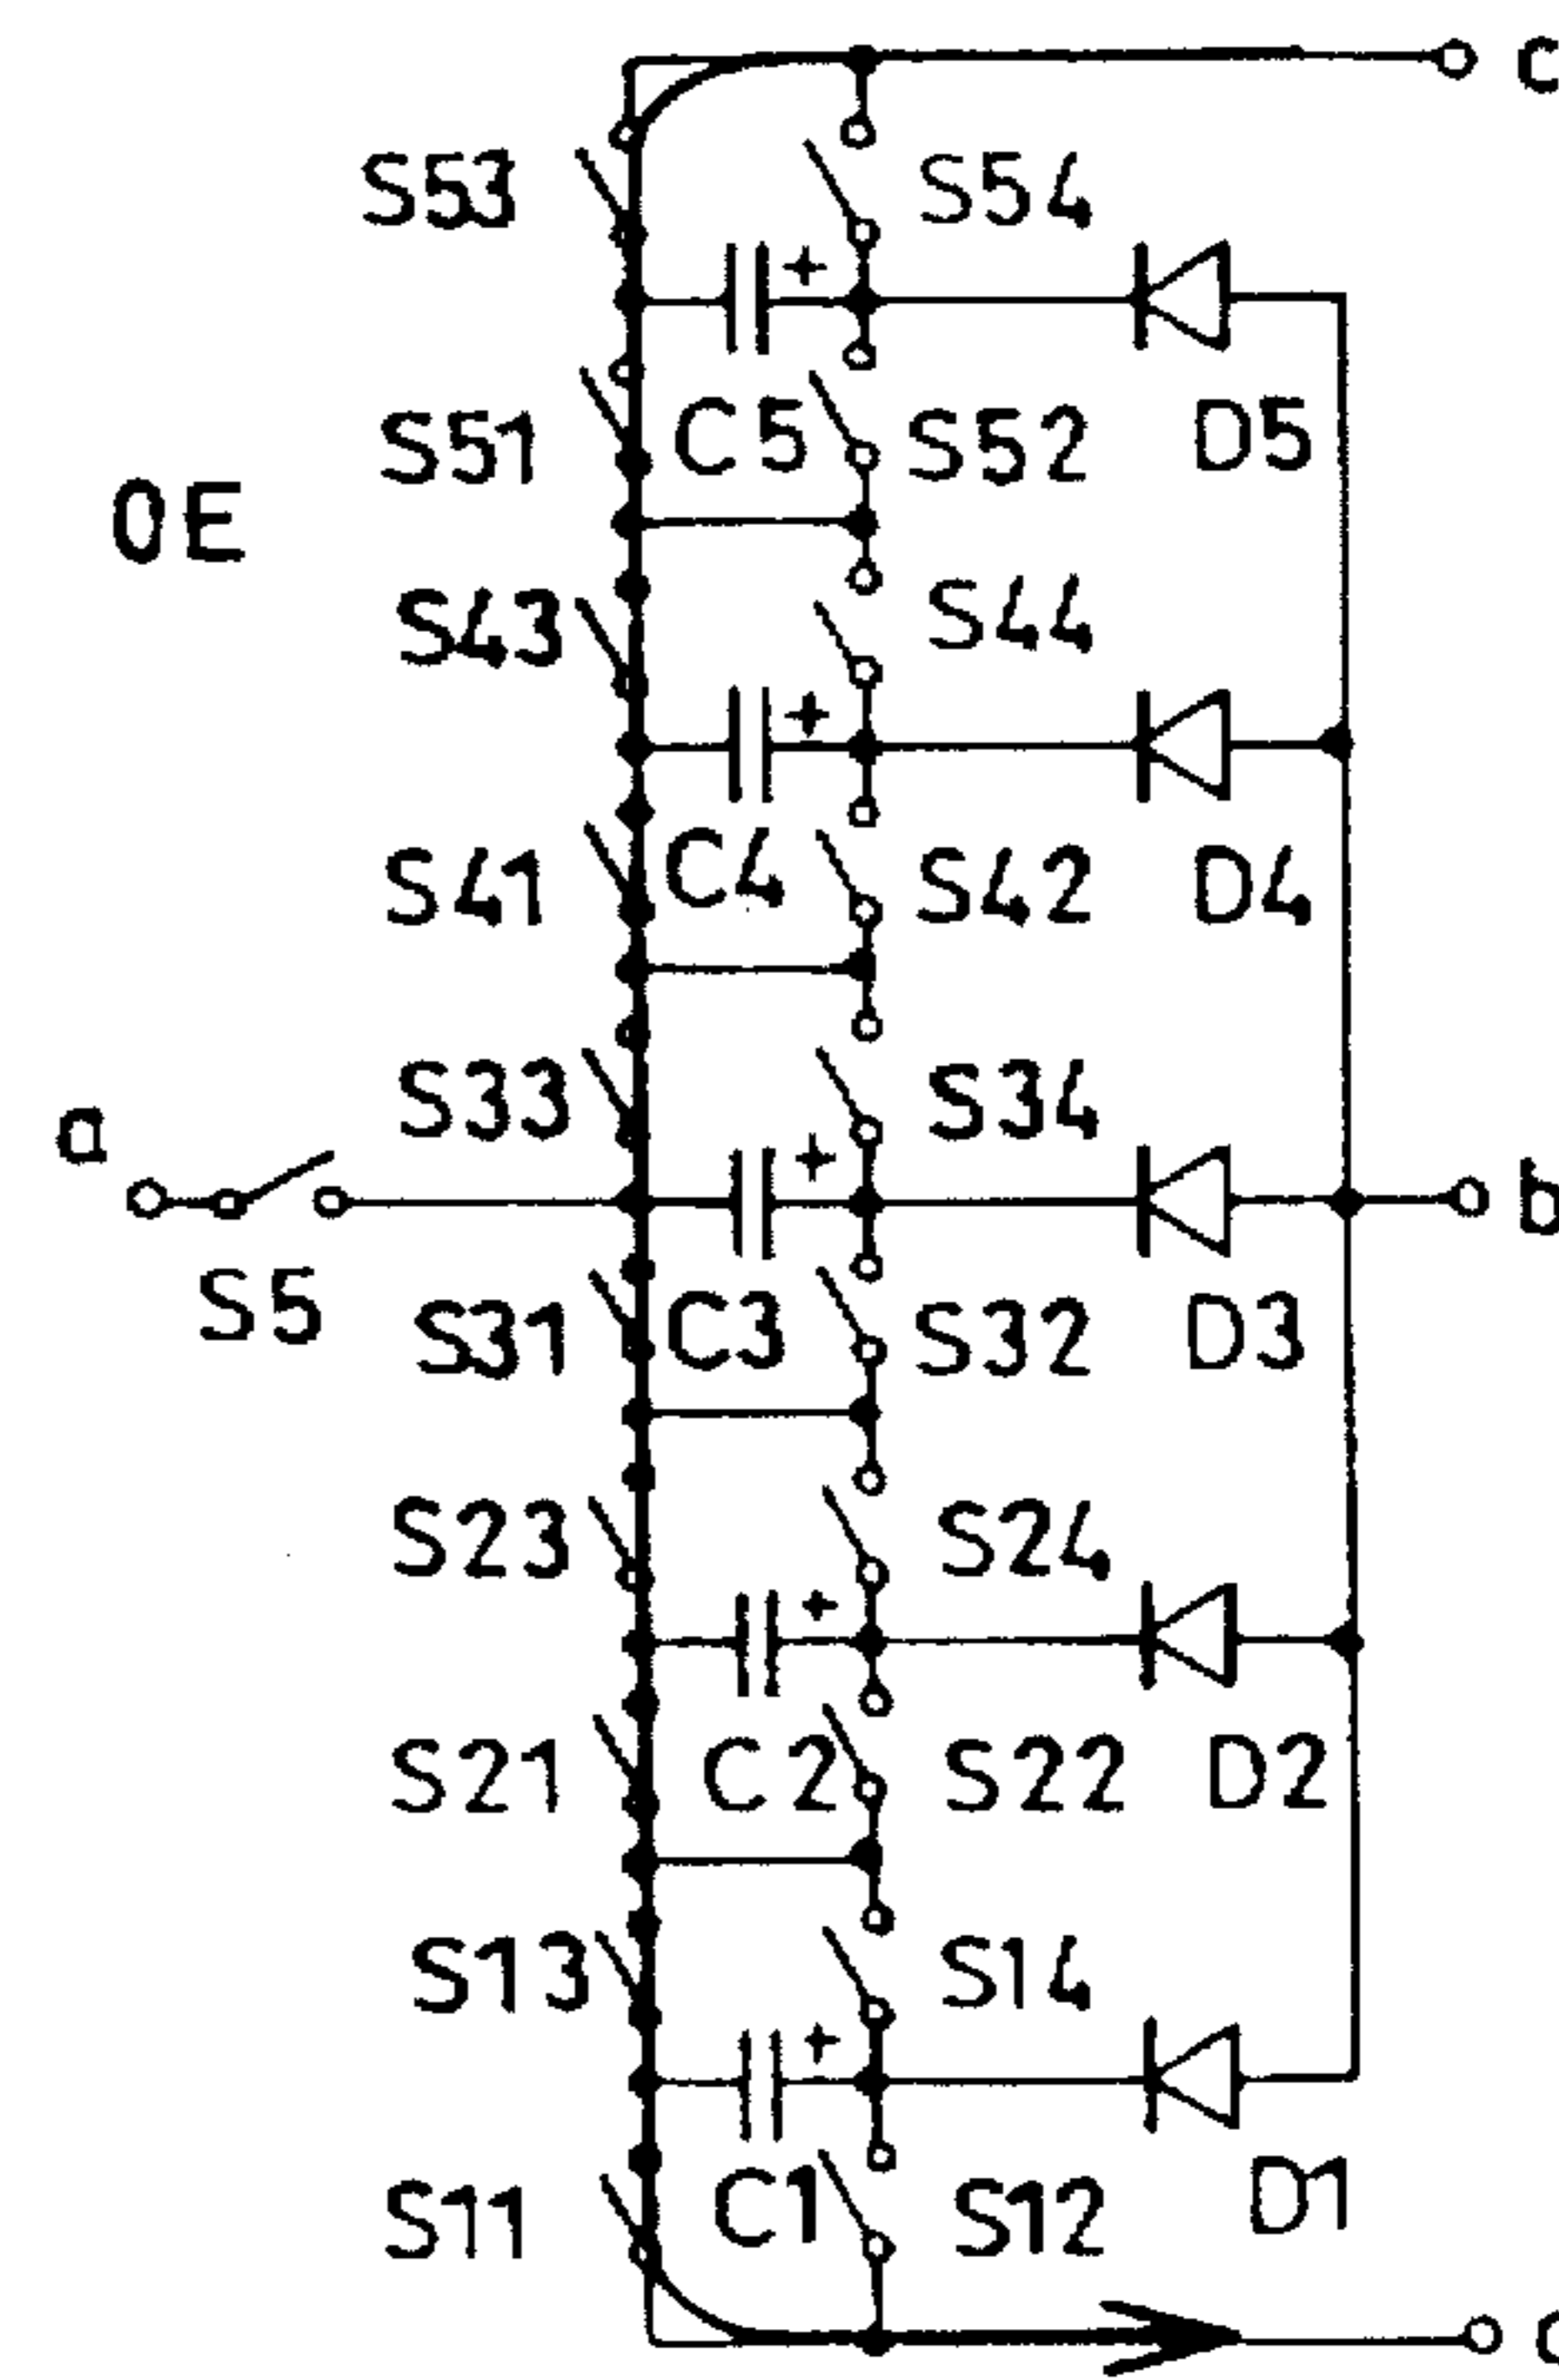 c
S53 S54
+
S51 C5 S52 D5
OE
S43 S44
+
S41 C4 S42 D4
S33 S34
a
+
b
S5
S31 C3 S32 D3
S23 S24
+
S21 C2 S22 D2
S13 S14
+
S11 C1 S12 D1